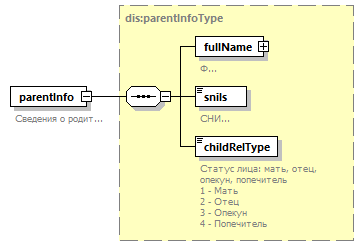 dis:parentInfoType
fullName
Ф...
parentInfo
Сведения о родит...
snils
СНИ...
childRelType
Статус лица: мать, отец,
опекун, попечитель
1 - Мать
2 - Отец
3 - Опекун
4 - Попечитель